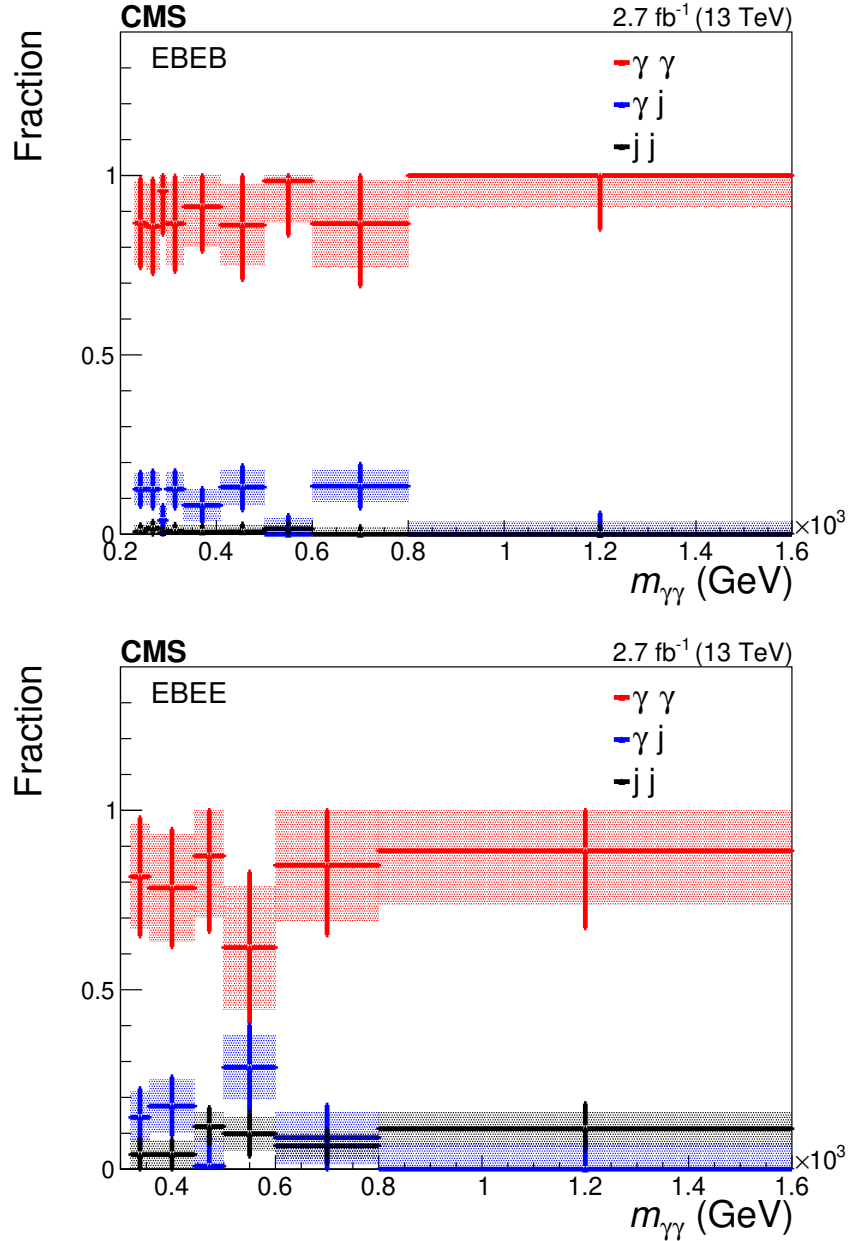 CMS 2.7 fb⁻¹ (13 TeV)
EBEB
γ γ
γ j
j j
Fraction
1
0.5
0
0.2 0.4 0.6 0.8 1 1.2 1.4 1.6
×10³
mγγ (GeV)
CMS 2.7 fb⁻¹ (13 TeV)
EBEE
γ γ
γ j
j j
Fraction
1
0.5
0
0.4 0.6 0.8 1 1.2 1.4 1.6
×10³
mγγ (GeV)